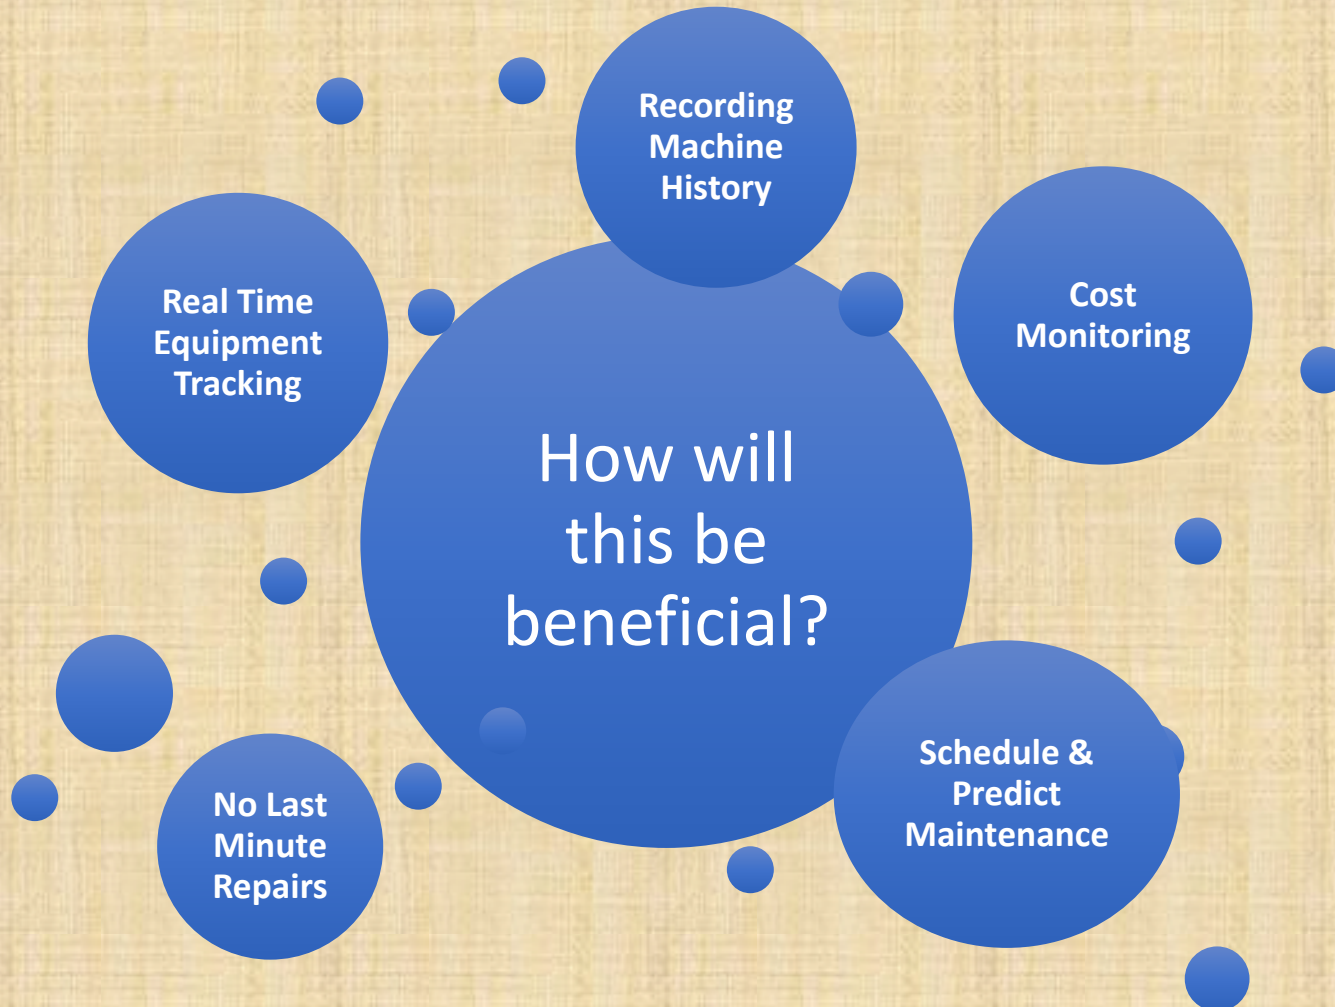 Recording
Machine
History
Real Time
Equipment
Tracking
Cost
Monitoring
How will
this be
beneficial?
No Last
Minute
Repairs
Schedule &
Predict
Maintenance